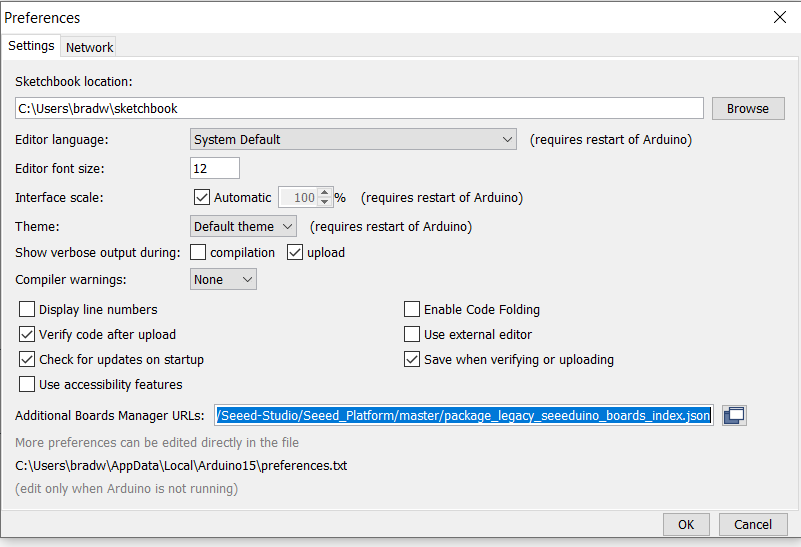 Preferences
Settings Network
Sketchbook location:
C:\Users\bradw\sketchbook Browse
Editor language: System Default (requires restart of Arduino)
Editor font size: 12
Interface scale: Automatic 100 % (requires restart of Arduino)
Theme: Default theme (requires restart of Arduino)
Show verbose output during: compilation upload
Compiler warnings: None
Display line numbers Enable Code Folding
Verify code after upload Use external editor
Check for updates on startup Save when verifying or uploading
Use accessibility features
Additional Boards Manager URLs: /Seeed-Studio/Seeed_Platform/master/package_legacy_seeeduino_boards_index.json
More preferences can be edited directly in the file
C:\Users\bradw\AppData\Local\Arduino15\preferences.txt
(edit only when Arduino is not running)
OK Cancel